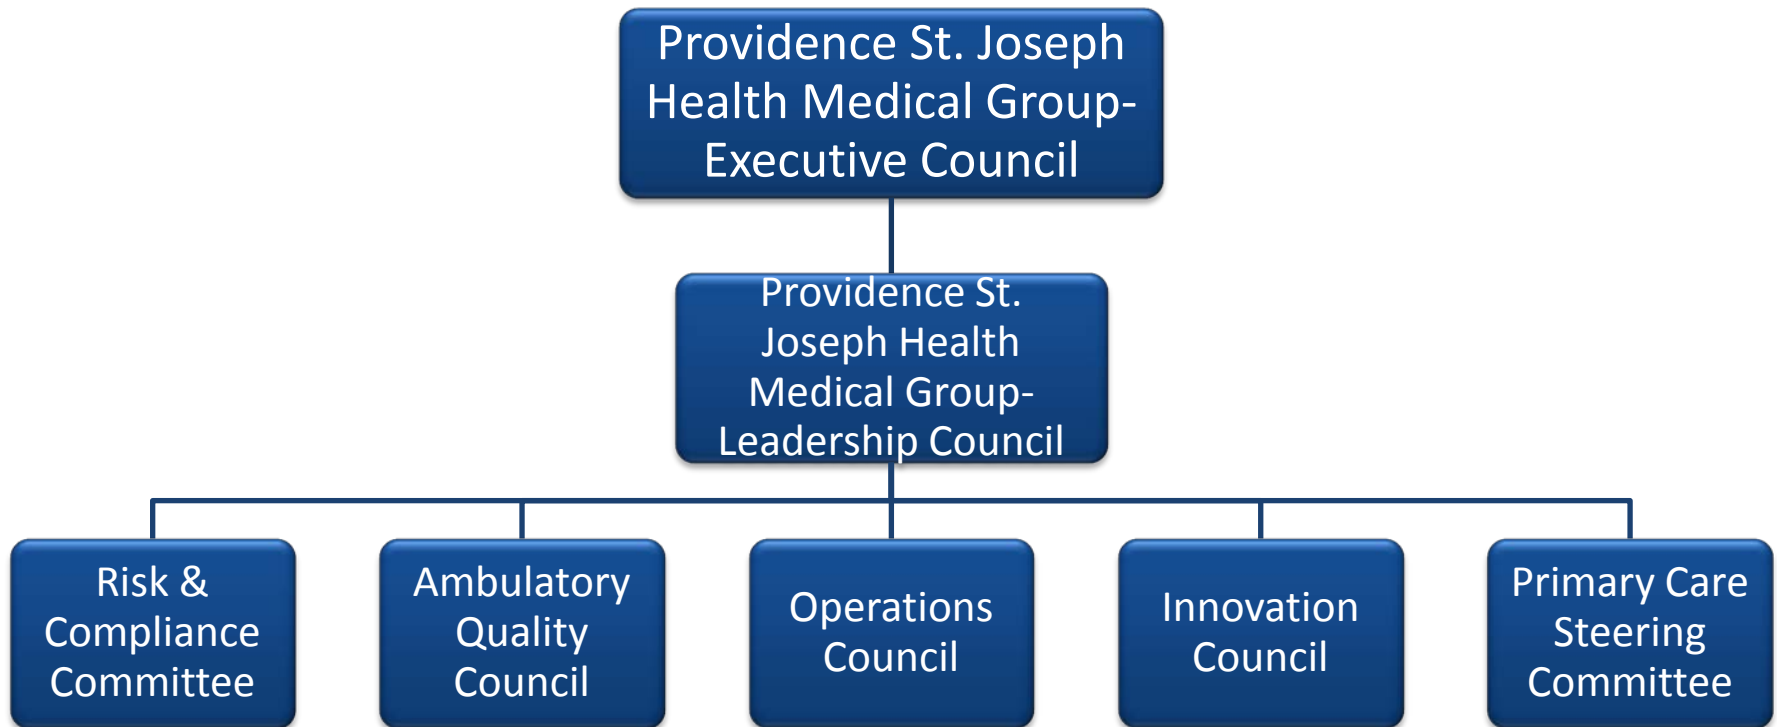 Providence St. Joseph
Health Medical Group-
Executive Council
Providence St.
Joseph Health
Medical Group-
Leadership Council
Risk &
Compliance
Committee
Ambulatory
Quality
Council
Operations
Council
Innovation
Council
Primary Care
Steering
Committee